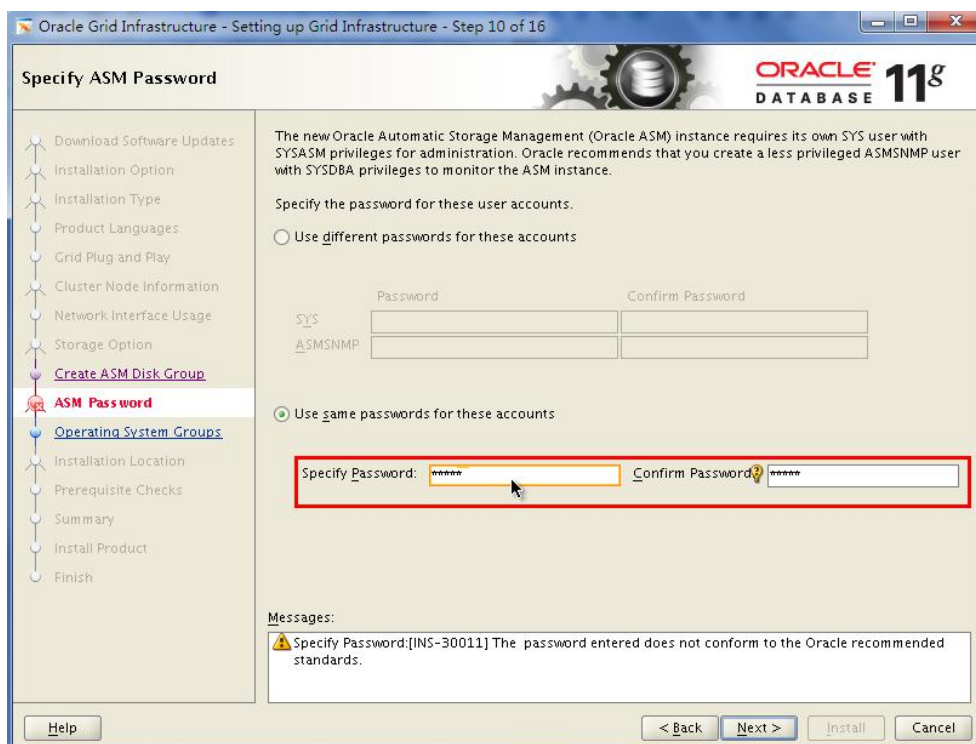 Oracle Grid Infrastructure - Setting up Grid Infrastructure - Step 10 of 16
Specify ASM Password
ORACLE
DATABASE
11g
Download Software Updates
Installation Option
Installation Type
Product Languages
Grid Plug and Play
Cluster Node Information
Network Interface Usage
Storage Option
Create ASM Disk Group
ASM Password
Operating System Groups
Installation Location
Prerequisite Checks
Summary
Install Product
Finish
The new Oracle Automatic Storage Management (Oracle ASM) instance requires its own SYS user with
SYSASM privileges for administration. Oracle recommends that you create a less privileged ASMSNMP user
with SYSDBA privileges to monitor the ASM instance.
Specify the password for these user accounts.
Use different passwords for these accounts
Password Confirm Password
SYS
ASMSNMP
Use same passwords for these accounts
Specify Password: ***** Confirm Password: *****
Messages:
Specify Password:[INS-30011] The password entered does not conform to the Oracle recommended
standards.
Help < Back Next > Install Cancel